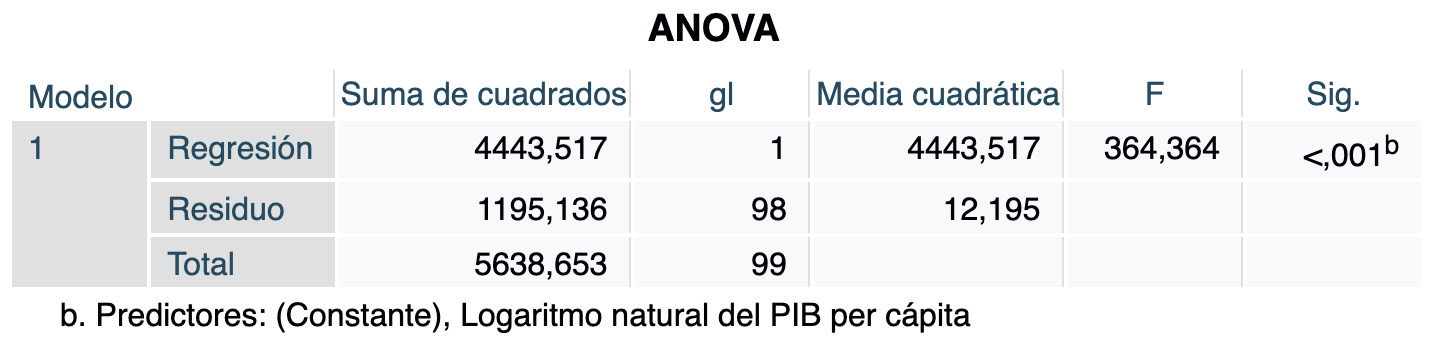 ANOVA
Modelo Suma de cuadrados gl Media cuadrática F Sig.
1 Regresión 4443,517 1 4443,517 364,364 <,001b
Residuo 1195,136 98 12,195
Total 5638,653 99
b. Predictores: (Constante), Logaritmo natural del PIB per cápita